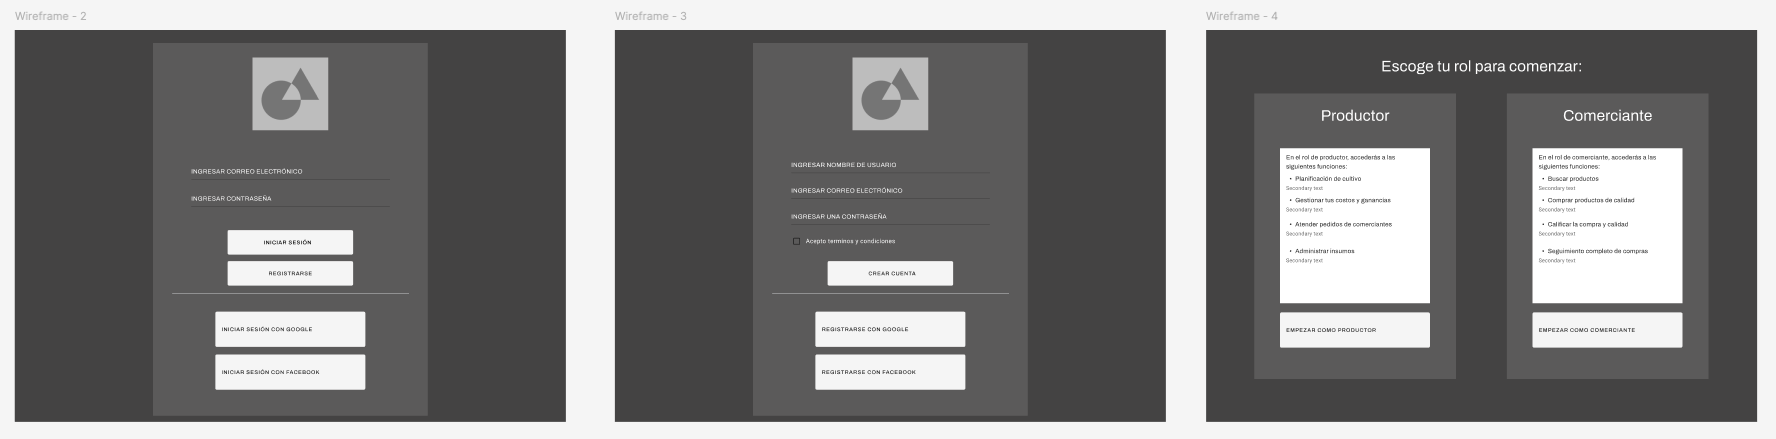 Wireframe - 2
INGRESAR CORREO ELECTRÓNICO
INGRESAR CONTRASEÑA
INICIAR SESIÓN
REGISTRARSE
INICIAR SESIÓN CON GOOGLE
INICIAR SESIÓN CON FACEBOOK
Wireframe - 3
INGRESAR NOMBRE DE USUARIO
INGRESAR CORREO ELECTRÓNICO
INGRESAR UNA CONTRASEÑA
Acepto terminos y condiciones
CREAR CUENTA
REGISTRARSE CON GOOGLE
REGISTRARSE CON FACEBOOK
Wireframe - 4
Escoge tu rol para comenzar:
Productor
En el rol de productor, accederás a las
siguientes funciones:
• Planificación de cultivo
Secondary text
• Gestionar tus costos y ganancias
Secondary text
• Atender pedidos de comerciantes
Secondary text
• Administrar insumos
Secondary text
EMPEZAR COMO PRODUCTOR
Comerciante
En el rol de comerciante, accederás a las
siguientes funciones:
• Buscar productos
Secondary text
• Comprar productos de calidad
Secondary text
• Calificar la compra y calidad
Secondary text
• Seguimiento completo de compras
Secondary text
EMPEZAR COMO COMERCIANTE